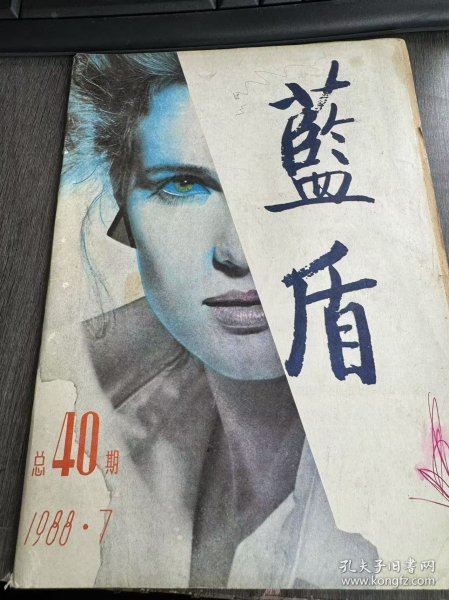 藍
盾
总40期
1988·7
孔夫子旧书网
www.kongfz.com